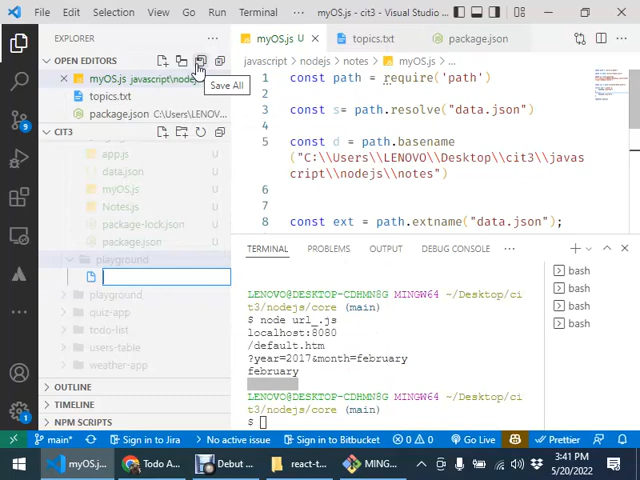 File Edit Selection View Go Run Terminal ··· myOS.js - cit3 - Visual Studio...
EXPLORER ···
OPEN EDITORS
myOS.js javascript\nodej
topics.txt
package.json C:\Users\LENOV...
Save All
CIT3
app.js U
data.json U
myOS.js U
Notes.js U
package-lock.json U
package.json U
playground
playground
quiz-app
todo-list
users-table
weather-app
OUTLINE
TIMELINE
NPM SCRIPTS
myOS.js U topics.txt package.json
javascript > nodejs > notes > myOS.js > ...
1 const path = require('path')
2
3 const s= path.resolve("data.json")
4
5 const d = path.basename
("C:\\Users\\LENOVO\\Desktop\\cit3\\javascript\\nodejs\\notes")
6
7
8 const ext = path.extname("data.json");
TERMINAL PROBLEMS OUTPUT DEBUG CONSOLE ···
LENOVO@DESKTOP-CDHMN8G MINGW64 ~/Desktop/ci
t3/nodejs/core (main)
$ node url_.js
localhost:8080
/default.htm
?year=2017&month=february
february
LENOVO@DESKTOP-CDHMN8G MINGW64 ~/Desktop/ci
t3/nodejs/core (main)
$
bash
bash
bash
bash
main* Sign in to Jira No active issue Sign in to Bitbucket 0 0 Go Live Prettier
myOS.js... Todo A... Debut ... react-t... MING...
3:41 PM
5/20/2022